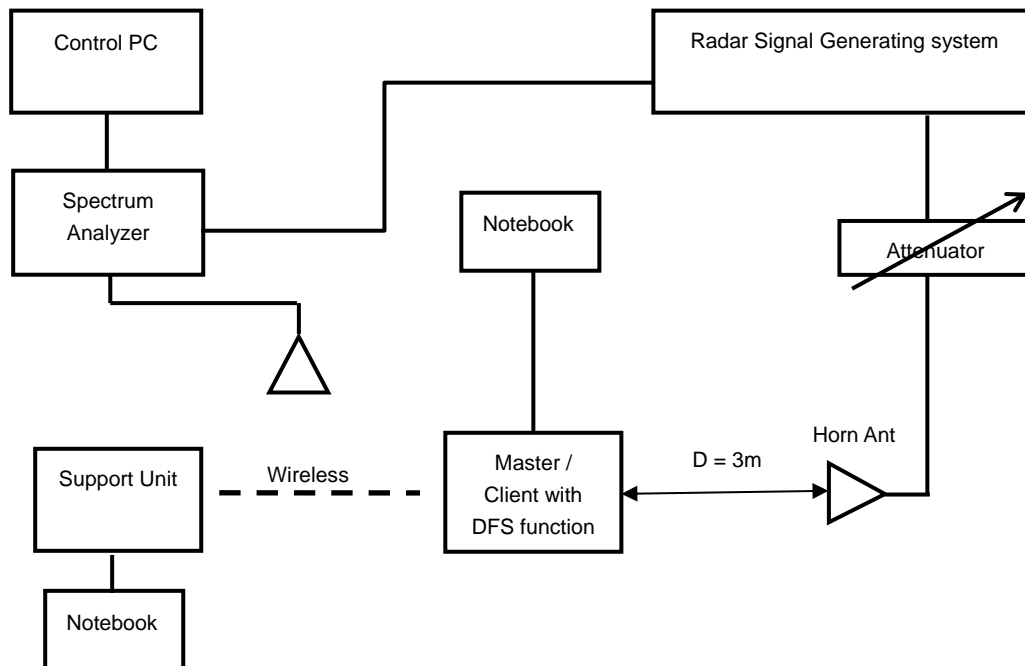 Control PC
Radar Signal Generating system
Spectrum
Analyzer
Notebook
Attenuator
Horn Ant
D = 3m
Master /
Client with
DFS function
Wireless
Support Unit
Notebook